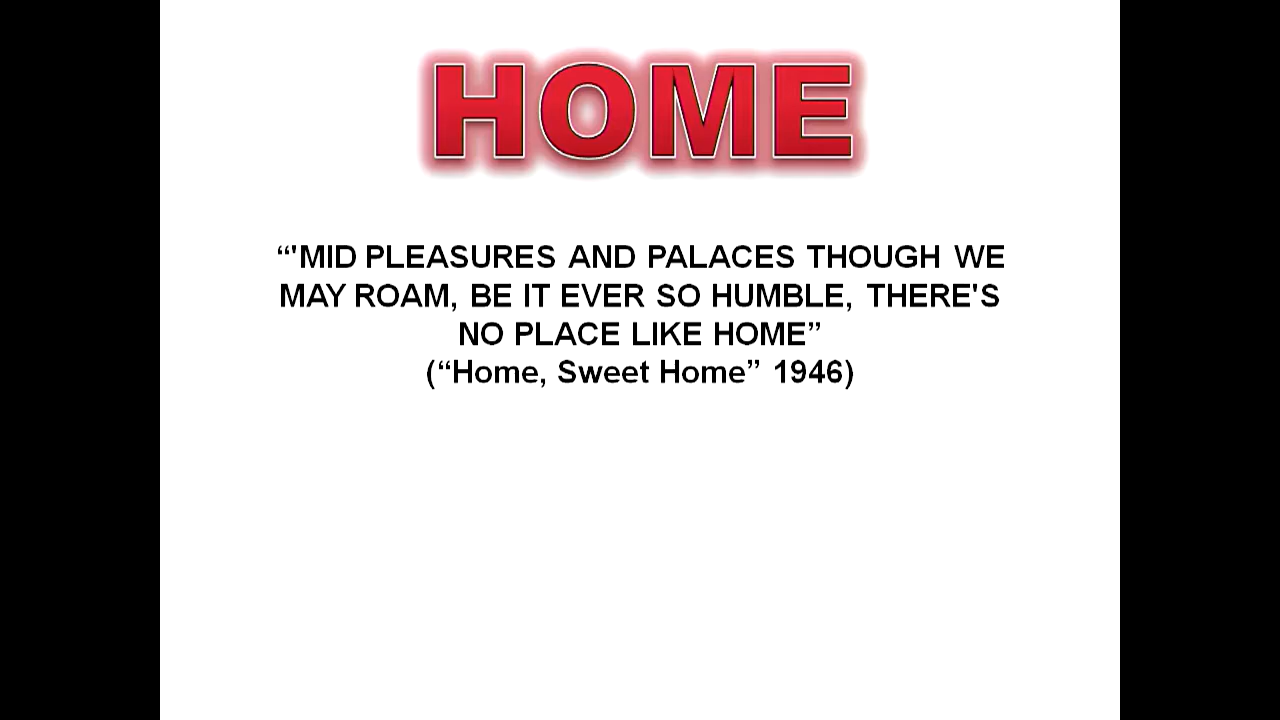 HOME
“'MID PLEASURES AND PALACES THOUGH WE
MAY ROAM, BE IT EVER SO HUMBLE, THERE'S
NO PLACE LIKE HOME”
(“Home, Sweet Home” 1946)